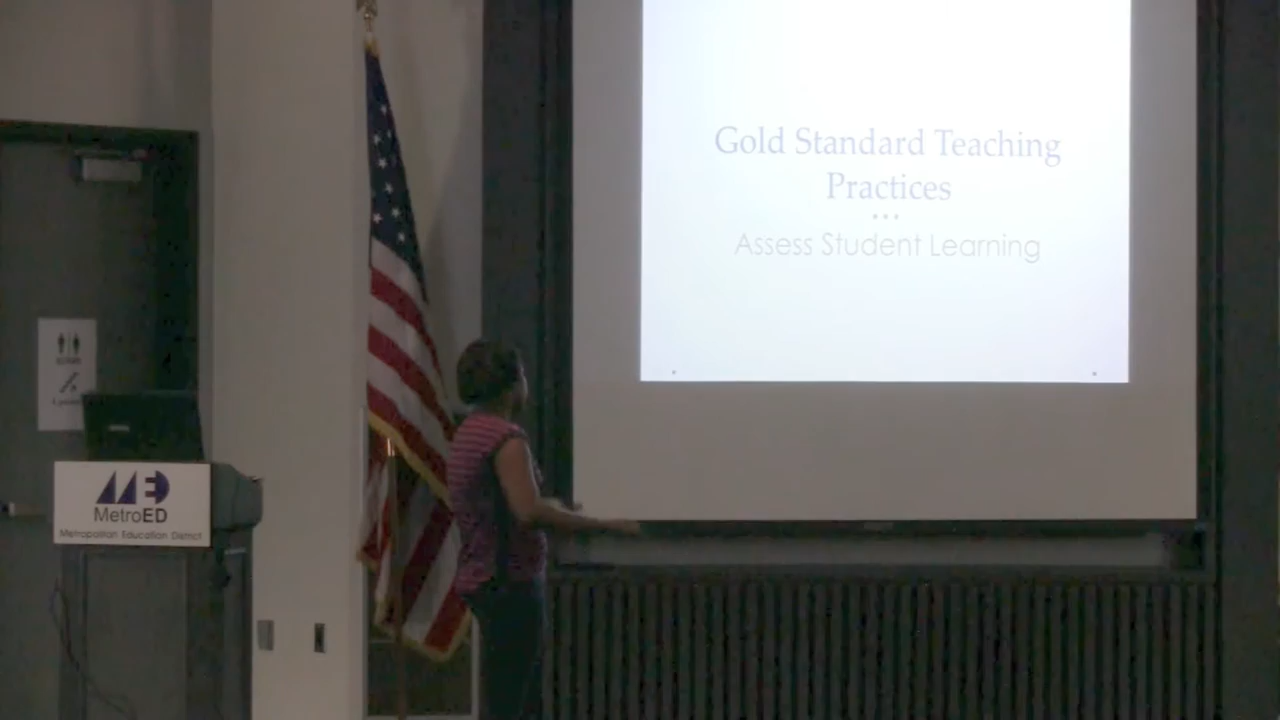 Gold Standard Teaching
Practices
Assess Student Learning
MetroED
Metropolitan Education District